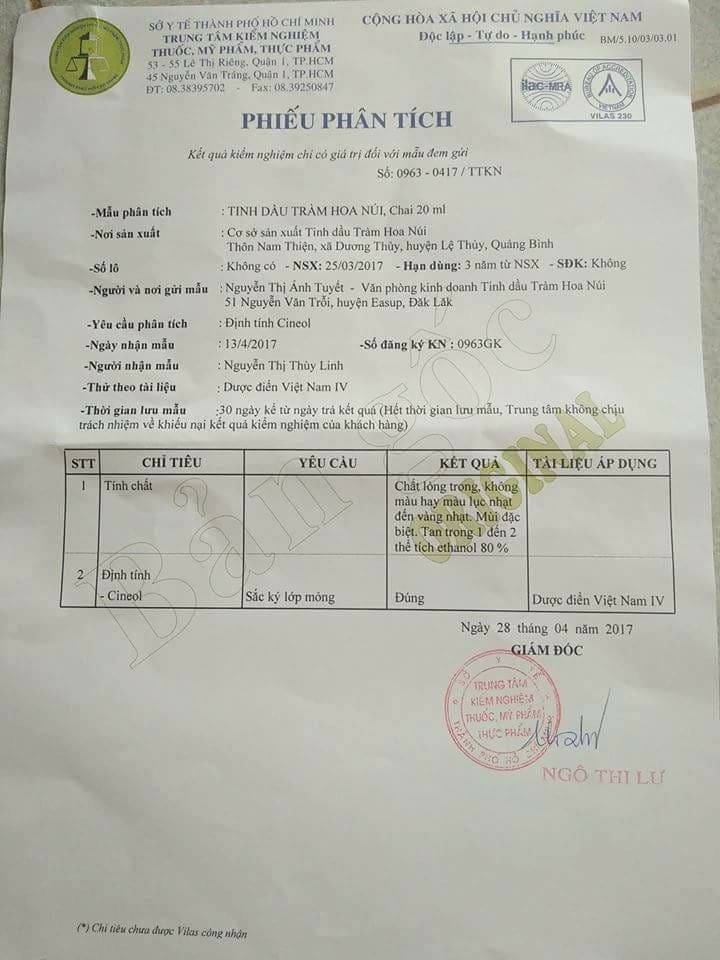 SỞ Y TẾ THÀNH PHỐ HỒ CHÍ MINH
TRUNG TÂM KIỂM NGHIỆM
THUỐC, MỸ PHẨM, THỰC PHẨM
53 - 55 Lê Thị Riêng, Quận 1, TP.HCM
45 Nguyễn Văn Tráng, Quận 1, TP.HCM
ĐT: 08.38395702 - Fax: 08.39250847
CỘNG HÒA XÃ HỘI CHỦ NGHĨA VIỆT NAM
Độc lập - Tự do - Hạnh phúc
BM/5.10/03/03.01
ilac-MRA
BUREAU OF ACCREDITATION
VIETNAM
VILAS 230
PHIẾU PHÂN TÍCH
Kết quả kiểm nghiệm chỉ có giá trị đối với mẫu đem gửi
Số: 0963 - 0417 / TTKN
-Mẫu phân tích : TINH DẦU TRÀM HOA NÚI, Chai 20 ml
-Nơi sản xuất : Cơ sở sản xuất Tinh dầu Tràm Hoa Núi
Thôn Nam Thiện, xã Dương Thủy, huyện Lệ Thủy, Quảng Bình
-Số lô : Không có - NSX: 25/03/2017 - Hạn dùng: 3 năm từ NSX - SĐK: Không
-Người và nơi gửi mẫu : Nguyễn Thị Ánh Tuyết - Văn phòng kinh doanh Tinh dầu Tràm Hoa Núi
51 Nguyễn Văn Trỗi, huyện Easup, Đăk Lăk
-Yêu cầu phân tích : Định tính Cineol
-Ngày nhận mẫu : 13/4/2017 -Số đăng ký KN : 0963GK
-Người nhận mẫu : Nguyễn Thị Thùy Linh
-Thử theo tài liệu : Dược điển Việt Nam IV
-Thời gian lưu mẫu :30 ngày kể từ ngày trả kết quả (Hết thời gian lưu mẫu, Trung tâm không chịu
trách nhiệm về khiếu nại kết quả kiểm nghiệm của khách hàng)
Bản gốc
ORIGINAL
STT CHỈ TIÊU YÊU CẦU KẾT QUẢ TÀI LIỆU ÁP DỤNG
1 Tính chất Chất lỏng trong, không
màu hay màu lục nhạt
đến vàng nhạt. Mùi đặc
biệt. Tan trong 1 đến 2
thể tích ethanol 80 %
2 Định tính
- Cineol Sắc ký lớp mỏng Đúng Dược điển Việt Nam IV
Ngày 28 tháng 04 năm 2017
GIÁM ĐỐC
SỞ Y TẾ
TRUNG TÂM
KIỂM NGHIỆM
THUỐC, MỸ PHẨM
THỰC PHẨM
THÀNH PHỐ HỒ CHÍ MINH
NGÔ THỊ LƯ
(*) Chỉ tiêu chưa được Vilas công nhận